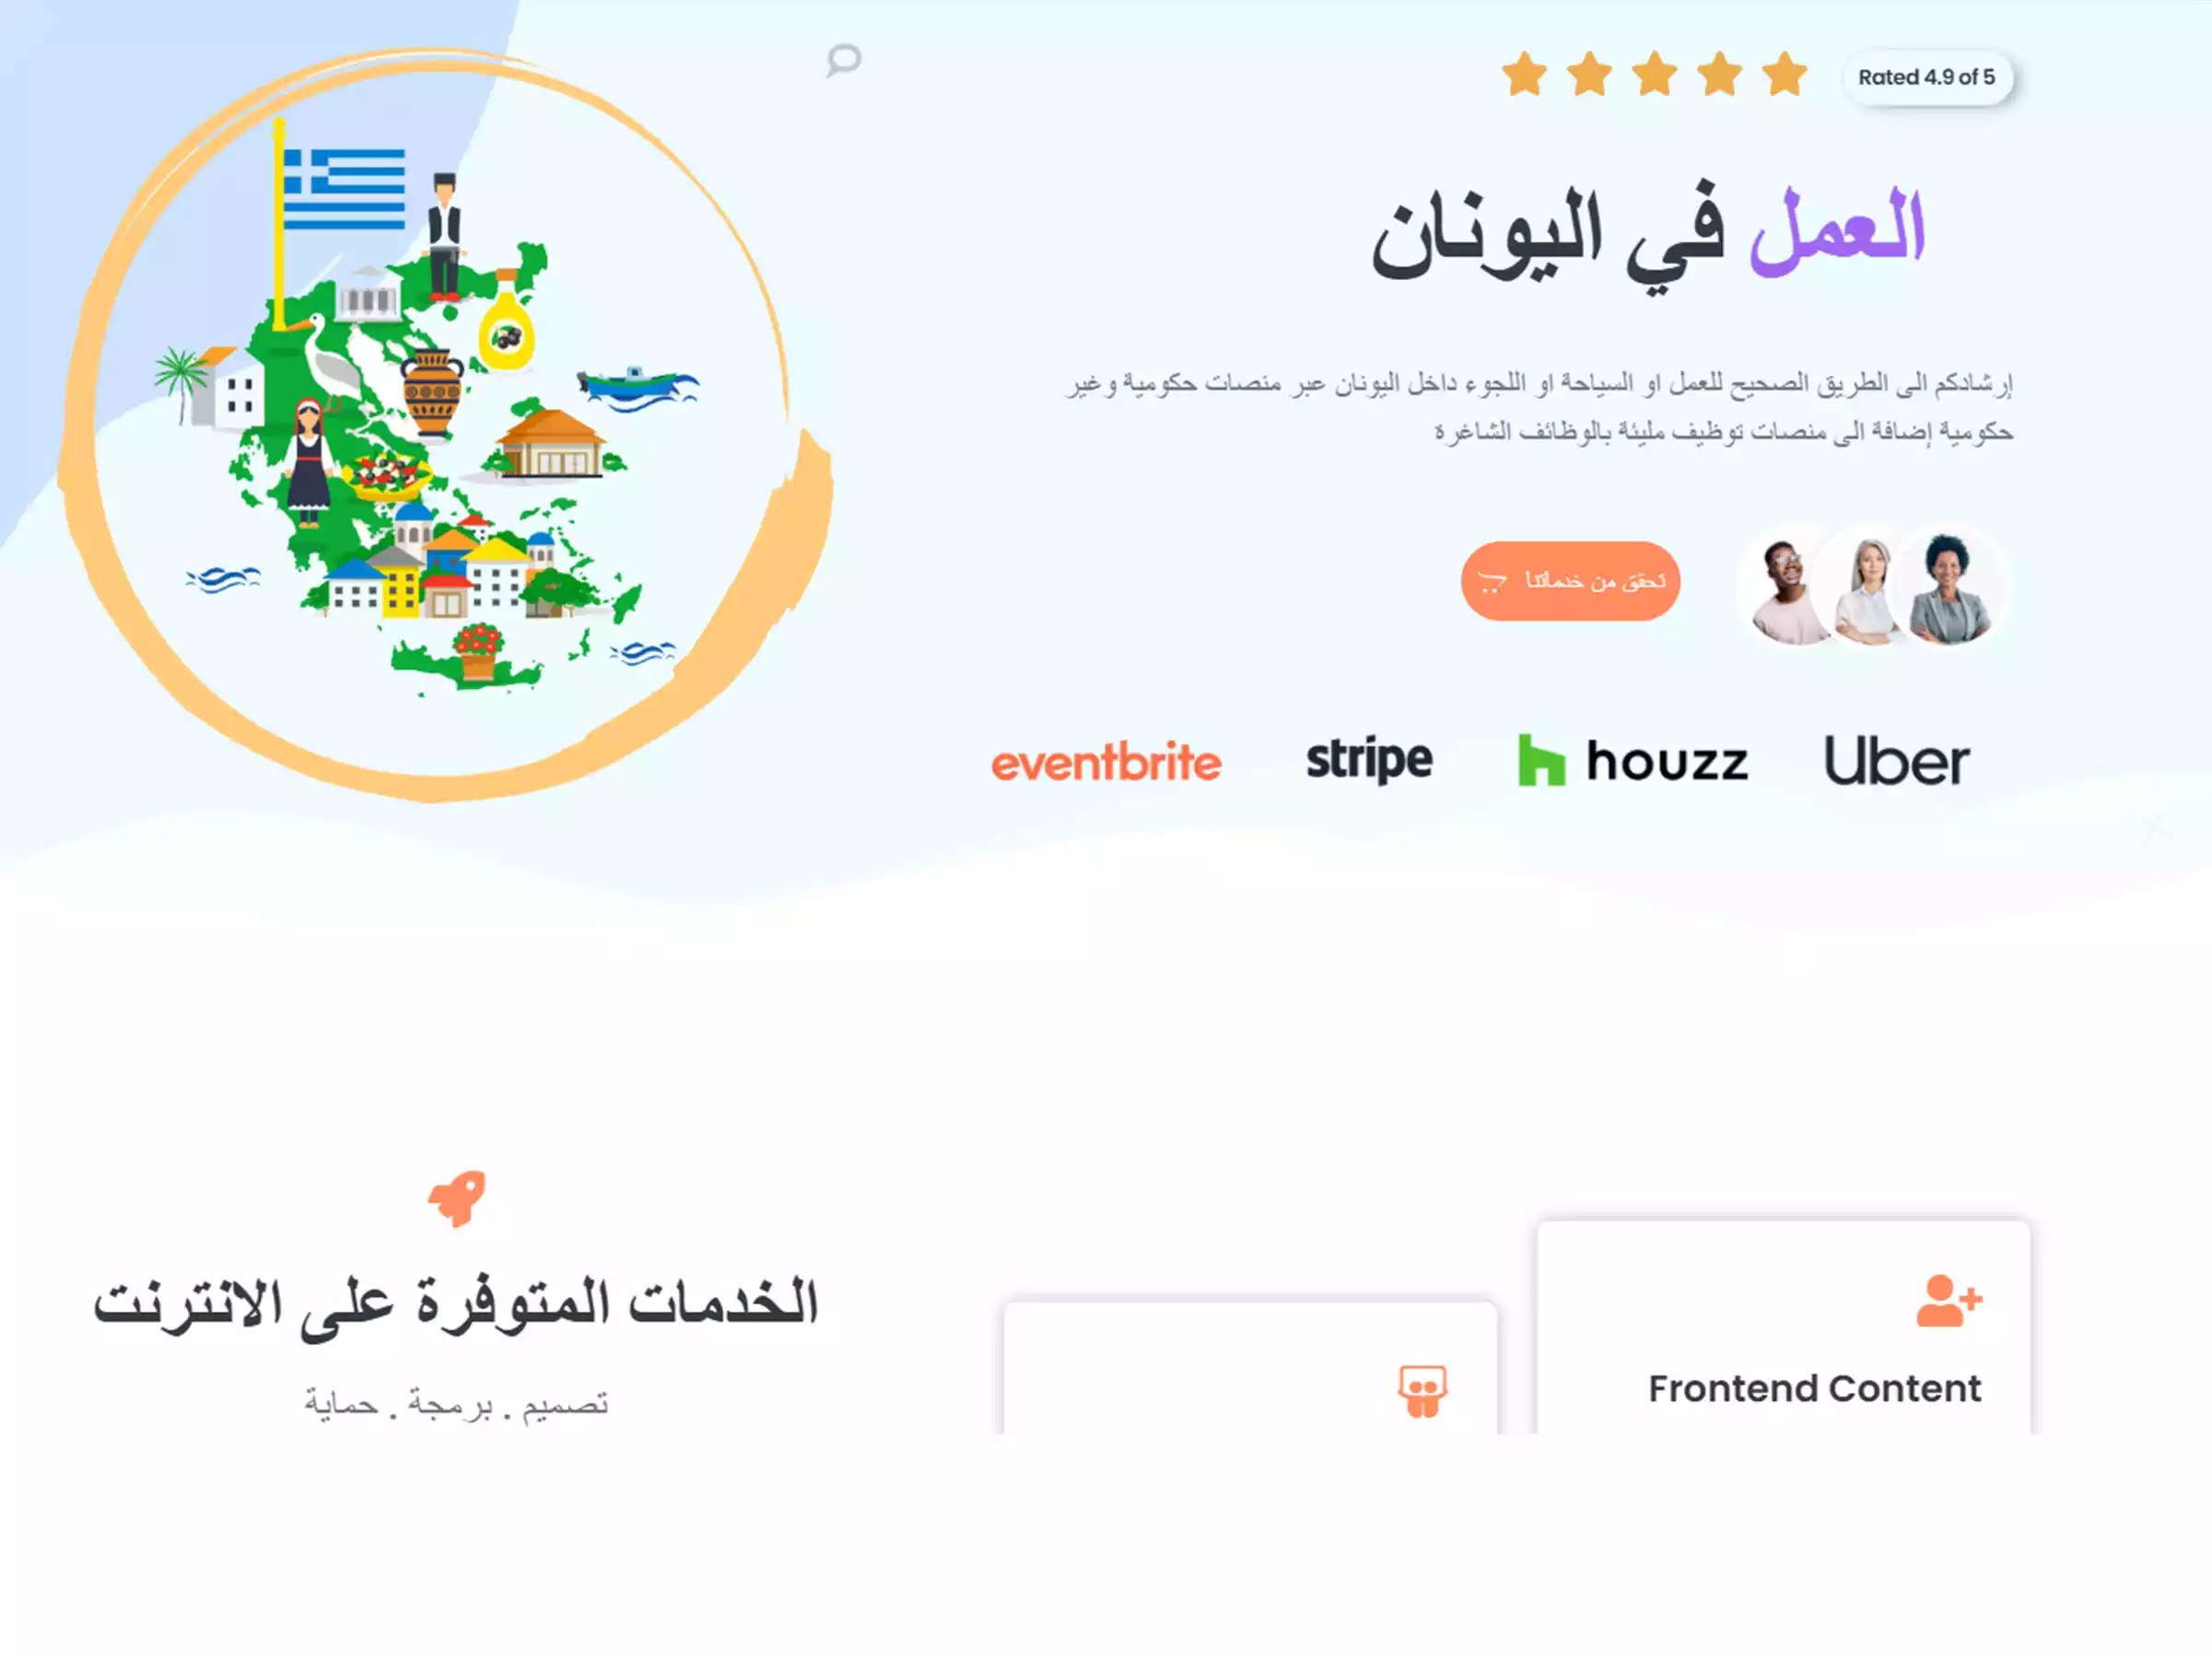 Rated 4.9 of 5
العمل في اليونان
إرشادكم الى الطريق الصحيح للعمل او السياحة او اللجوء داخل اليونان عبر منصات حكومية وغير
حكومية إضافة الى منصات توظيف مليئة بالوظائف الشاغرة
تحقق من خدماتنا
Uber
houzz
stripe
eventbrite
Frontend Content
الخدمات المتوفرة على الانترنت
تصميم . برمجة . حماية